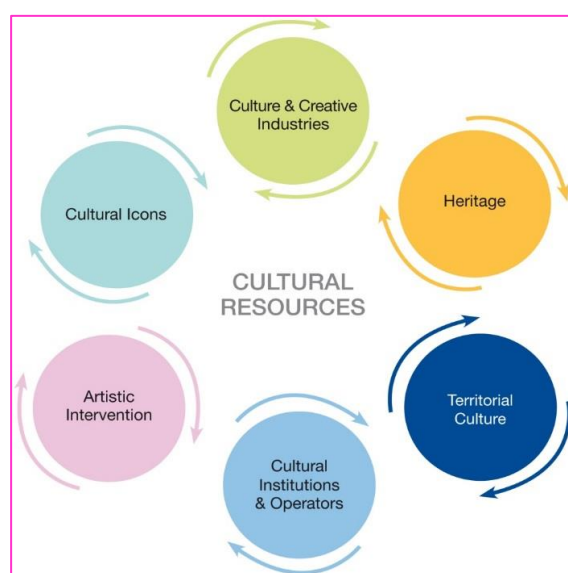 Culture & Creative
Industries
Heritage
Cultural Icons
CULTURAL
RESOURCES
Artistic
Intervention
Territorial
Culture
Cultural
Institutions
& Operators